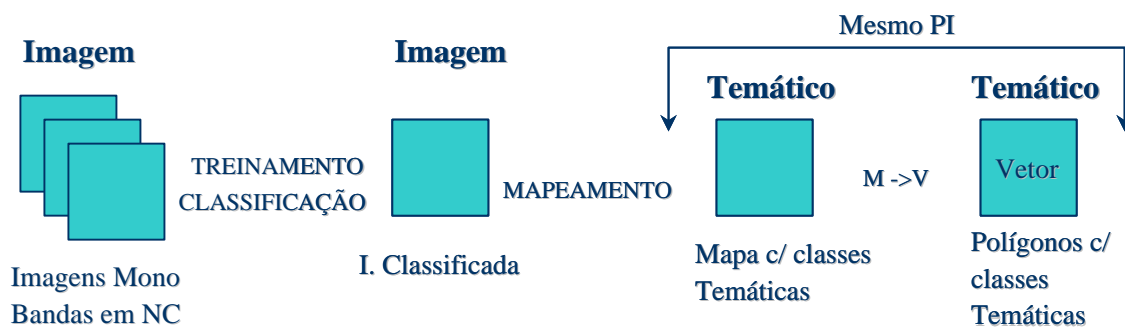 Mesmo PI
Imagem
Imagem
Temático
Temático
TREINAMENTO
CLASSIFICAÇÃO
MAPEAMENTO
M ->V
Vetor
Imagens Mono
Bandas em NC
I. Classificada
Mapa c/ classes
Temáticas
Polígonos c/
classes
Temáticas